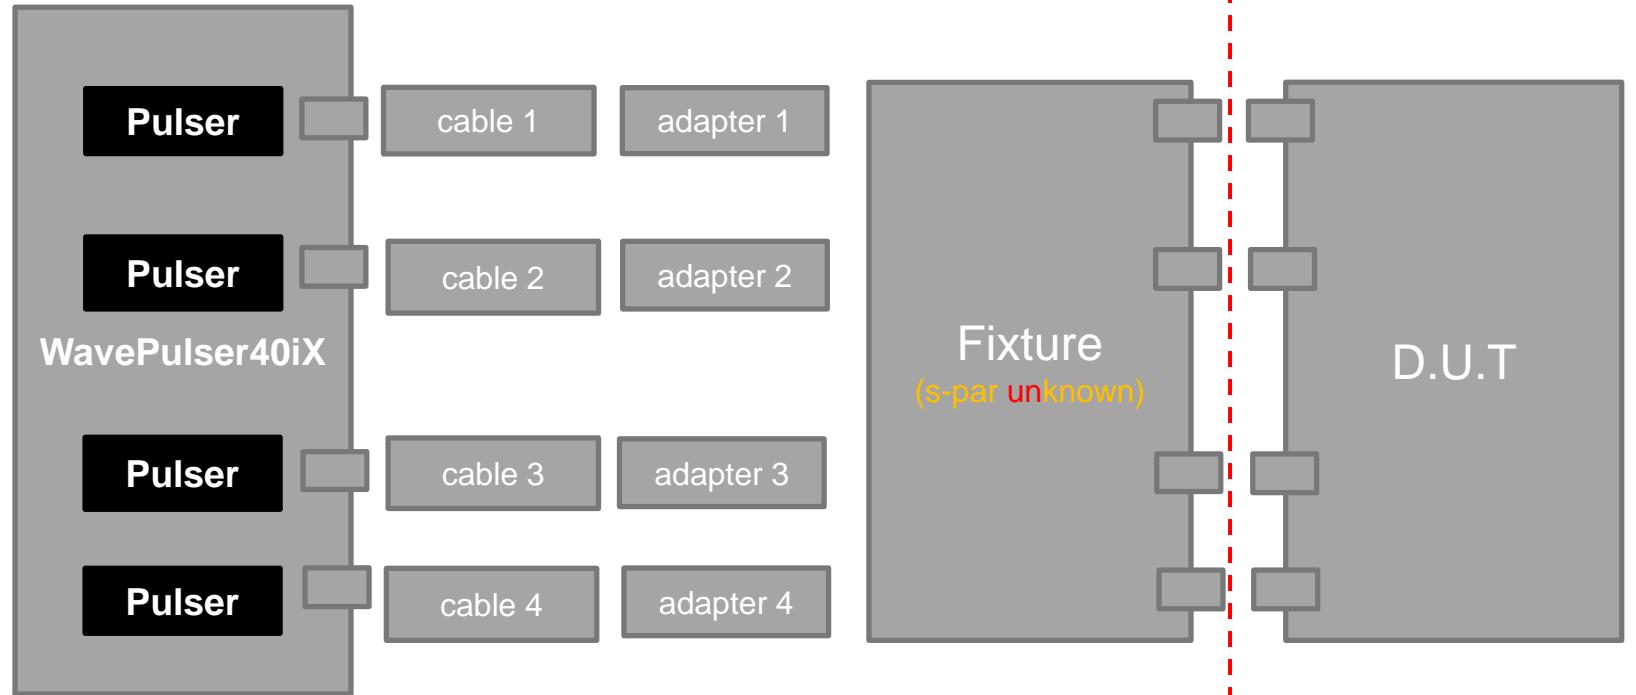 Pulser
cable 1
adapter 1
Pulser
cable 2
adapter 2
WavePulser40iX
Fixture
(s-par unknown)
D.U.T
Pulser
cable 3
adapter 3
Pulser
cable 4
adapter 4